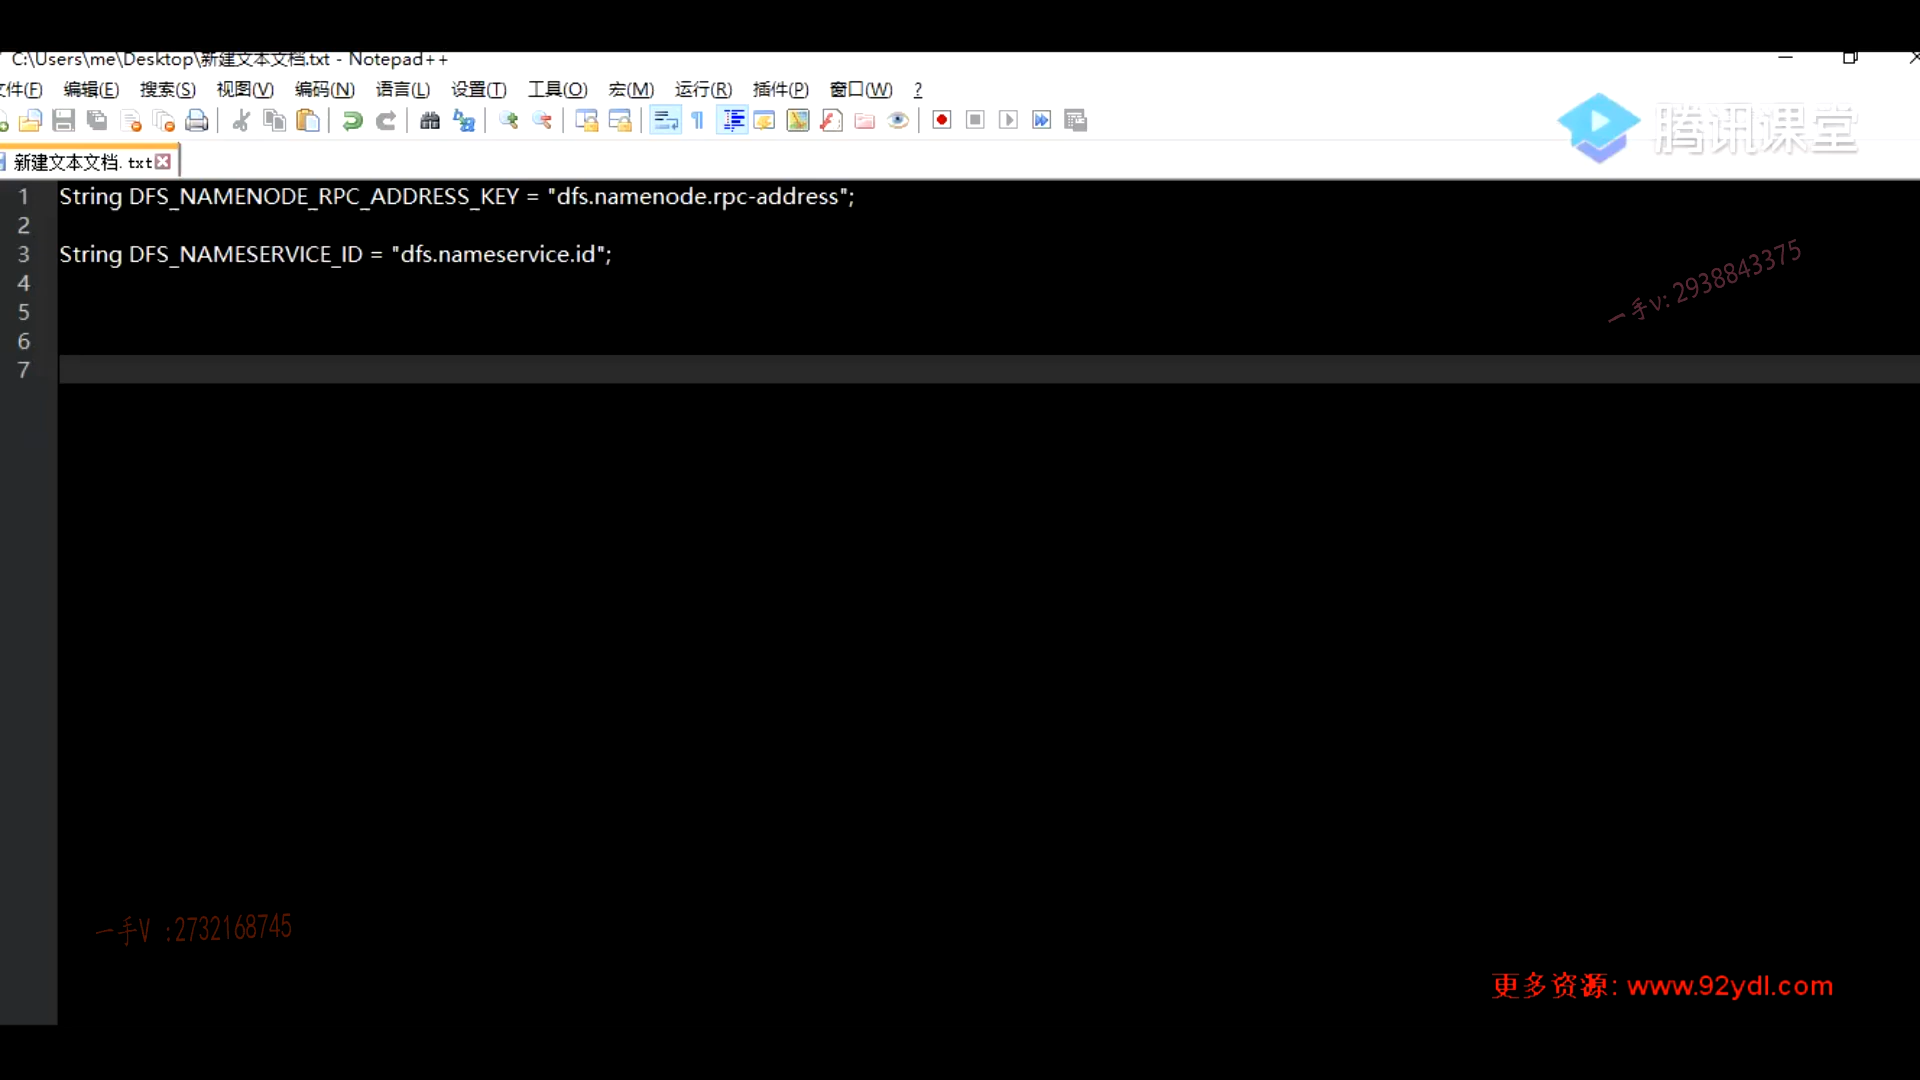 C:\Users\me\Desktop\新建文本文档.txt - Notepad++
文件(F) 编辑(E) 搜索(S) 视图(V) 编码(N) 语言(L) 设置(T) 工具(O) 宏(M) 运行(R) 插件(P) 窗口(W) ?
腾讯课堂
新建文本文档.txt
1 String DFS_NAMENODE_RPC_ADDRESS_KEY = "dfs.namenode.rpc-address";
2
3 String DFS_NAMESERVICE_ID = "dfs.nameservice.id";
4
5
6
7
一手v:2938843375
一手V :2732168745
更多资源: www.92ydl.com